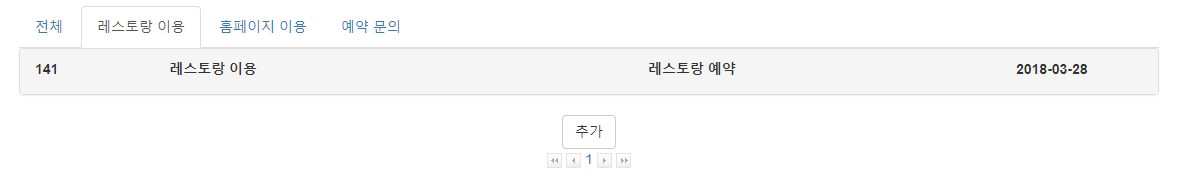 전체 레스토랑 이용 홈페이지 이용 예약 문의
141 레스토랑 이용 레스토랑 예약 2018-03-28
추가
1